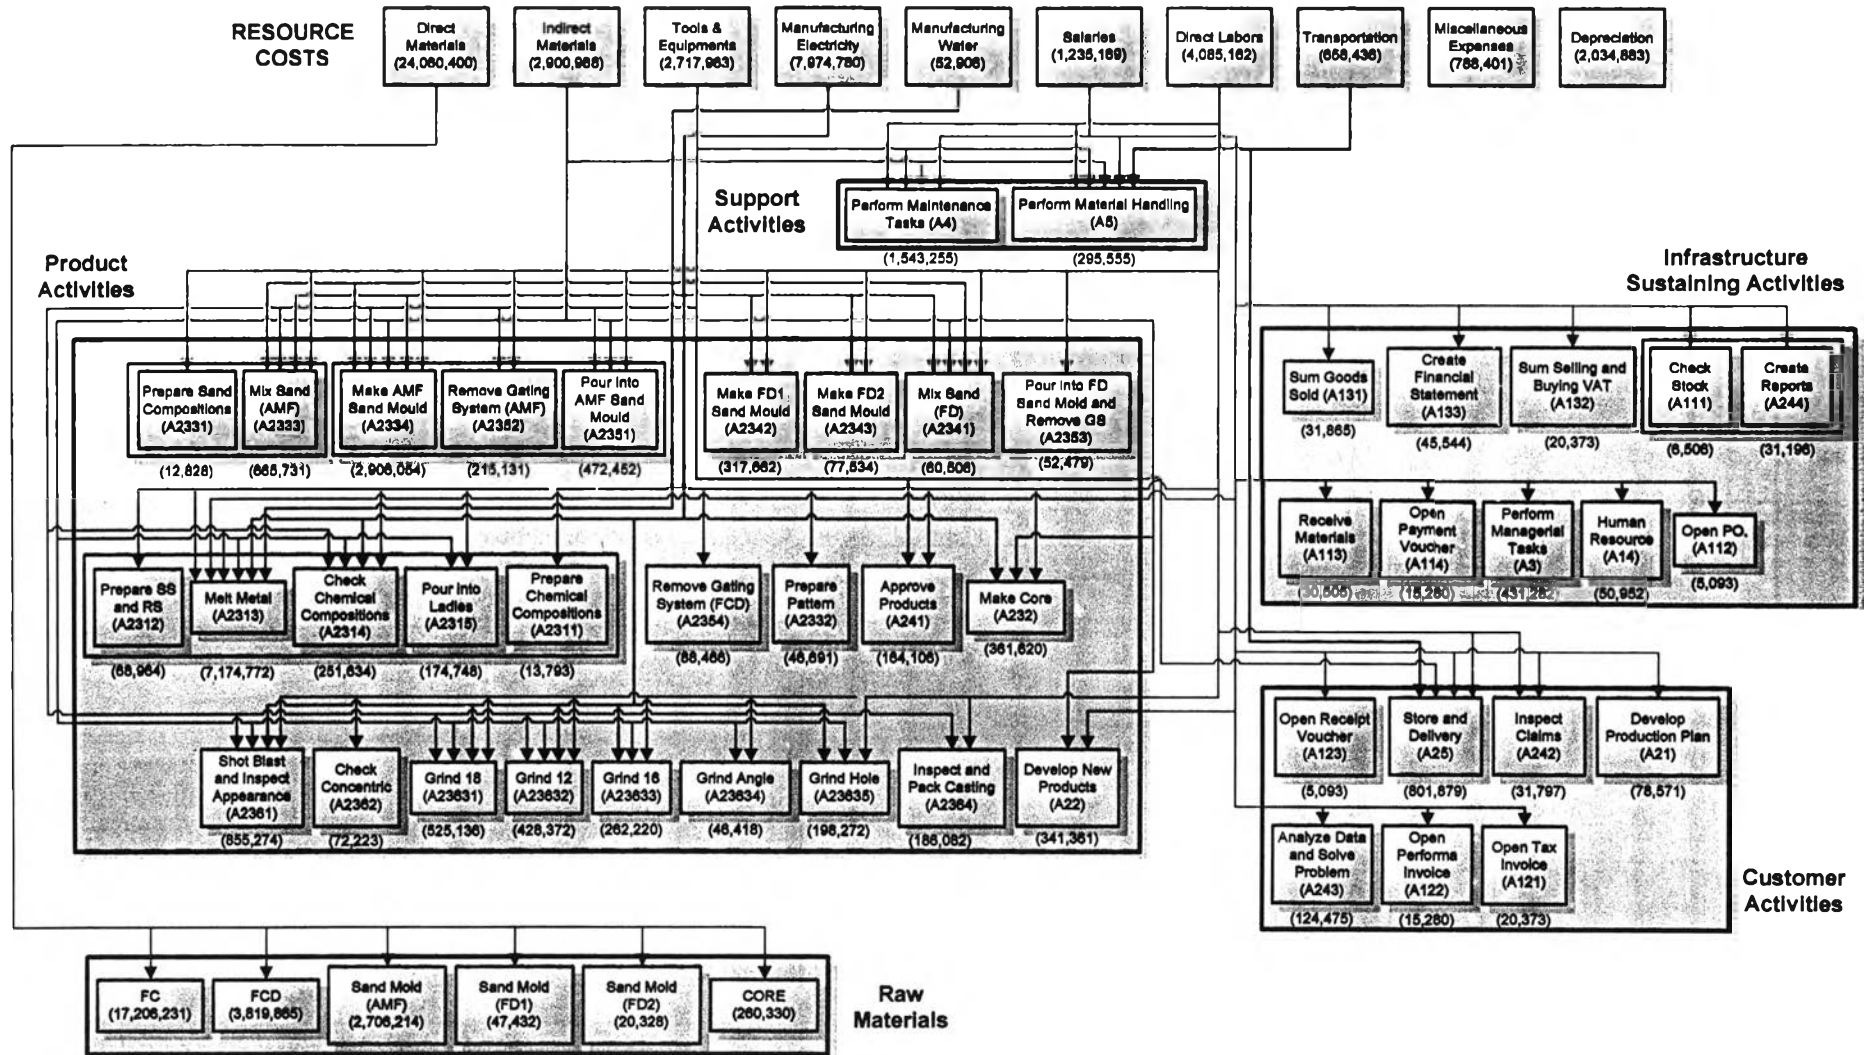 RESOURCE
COSTS
Direct
Materials
(24,060,400)
Indirect
Materials
(2,900,988)
Tools &
Equipments
(2,717,963)
Manufacturing
Electricity
(7,974,780)
Manufacturing
Water
(52,906)
Salaries
(1,235,189)
Direct Labors
(4,085,162)
Transportation
(658,436)
Miscellaneous
Expenses
(788,401)
Depreciation
(2,034,883)
Support
Activities
Perform Maintenance
Tasks (A4)
(1,543,255)
Perform Material Handling
(A5)
(295,555)
Product
Activities
Infrastructure
Sustaining Activities
Prepare Sand
Compositions
(A2331)
(12,828)
Mix Sand
(AMF)
(A2333)
(665,731)
Make AMF
Sand Mould
(A2334)
(2,906,054)
Remove Gating
System (AMF)
(A2352)
(215,131)
Pour into
AMF Sand
Mould
(A2351)
(472,452)
Make FD1
Sand Mould
(A2342)
(317,662)
Make FD2
Sand Mould
(A2343)
(77,534)
Mix Sand
(FD)
(A2341)
(60,606)
Pour into FD
Sand Mold and
Remove GS
(A2353)
(52,479)
Sum Goods
Sold (A131)
(31,865)
Create
Financial
Statement
(A133)
(45,544)
Sum Selling and
Buying VAT
(A132)
(20,373)
Check
Stock
(A111)
(6,506)
Create
Reports
(A244)
(31,196)
Receive
Materials
(A113)
(30,505)
Open
Payment
Voucher
(A114)
(15,280)
Perform
Managerial
Tasks
(A3)
(431,282)
Human
Resource
(A14)
(50,952)
Open PO.
(A112)
(5,093)
Prepare SS
and RS
(A2312)
(68,964)
Melt Metal
(A2313)
(7,174,772)
Check
Chemical
Compositions
(A2314)
(251,634)
Pour into
Ladies
(A2315)
(174,748)
Prepare
Chemical
Compositions
(A2311)
(13,793)
Remove Gating
System (FCD)
(A2354)
(88,466)
Prepare
Pattern
(A2332)
(46,891)
Approve
Products
(A241)
(164,106)
Make Core
(A232)
(361,620)
Shot Blast
and Inspect
Appearance
(A2361)
(855,274)
Check
Concentric
(A2362)
(72,223)
Grind 18
(A23631)
(525,136)
Grind 12
(A23632)
(428,372)
Grind 16
(A23633)
(262,220)
Grind Angle
(A23634)
(46,418)
Grind Hole
(A23635)
(198,272)
Inspect and
Pack Casting
(A2364)
(186,082)
Develop New
Products
(A22)
(341,361)
Open Receipt
Voucher
(A123)
(5,093)
Store and
Delivery
(A25)
(801,879)
Inspect
Claims
(A242)
(31,797)
Develop
Production Plan
(A21)
(78,571)
Analyze Data
and Solve
Problem
(A243)
(124,475)
Open
Performa
Invoice
(A122)
(15,280)
Open Tax
Invoice
(A121)
(20,373)
Customer
Activities
FC
(17,206,231)
FCD
(3,819,865)
Sand Mold
(AMF)
(2,706,214)
Sand Mold
(FD1)
(47,432)
Sand Mold
(FD2)
(20,328)
CORE
(260,330)
Raw
Materials